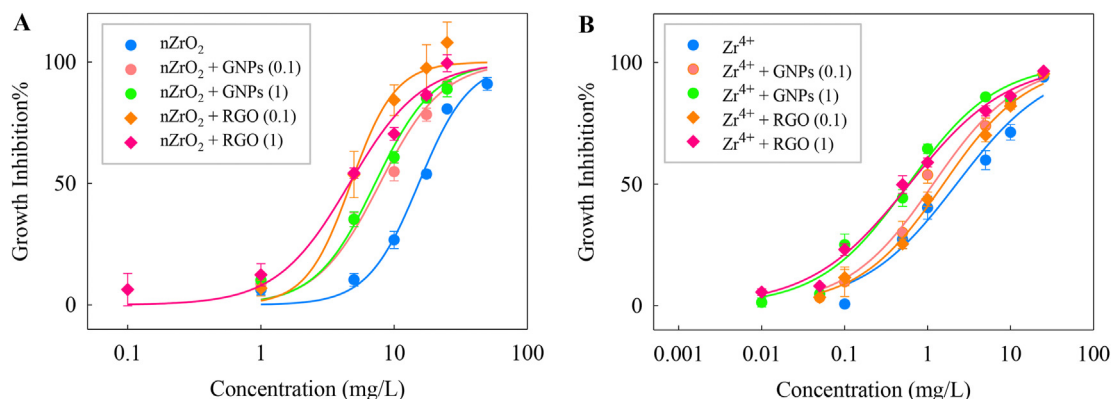 A
nZrO₂
nZrO₂ + GNPs (0.1)
nZrO₂ + GNPs (1)
nZrO₂ + RGO (0.1)
nZrO₂ + RGO (1)
Growth Inhibition%
100
50
0
0.1 1 10 100
Concentration (mg/L)
B
Zr⁴⁺
Zr⁴⁺ + GNPs (0.1)
Zr⁴⁺ + GNPs (1)
Zr⁴⁺ + RGO (0.1)
Zr⁴⁺ + RGO (1)
Growth Inhibition%
100
50
0
0.001 0.01 0.1 1 10 100
Concentration (mg/L)